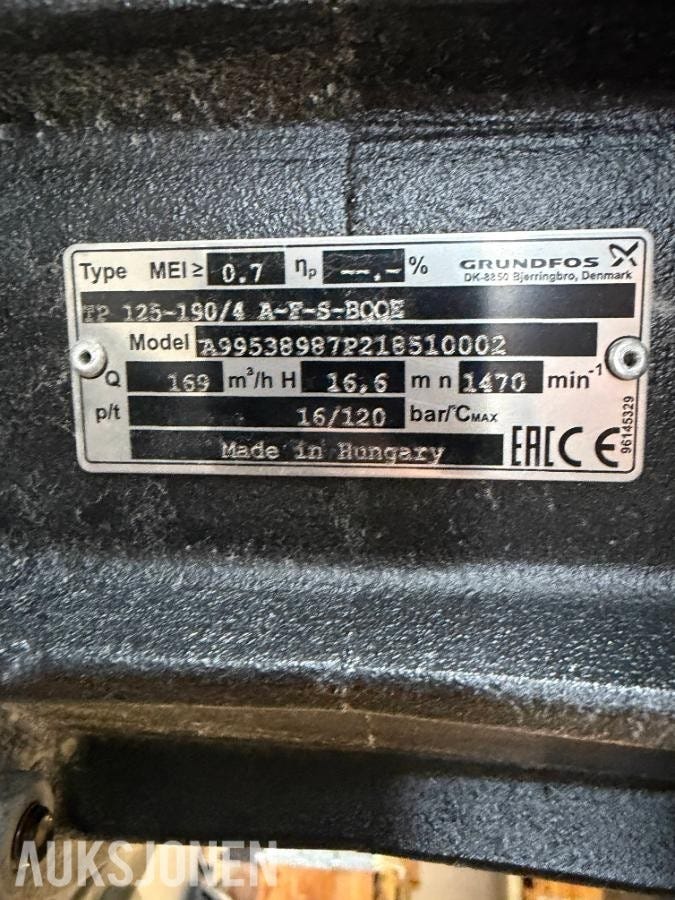 Type MEI≥ 0.7 ηp --.-% GRUNDFOS
DK-8850 Bjerringbro, Denmark
TP 125-190/4 A-F-S-BQQE
Model A99538987P218510002
Q 169 m³/h H 16,6 m n 1470 min⁻¹
p/t 16/120 bar/°CMAX
Made in Hungary EAC CE
96145329
AUKSJONEN